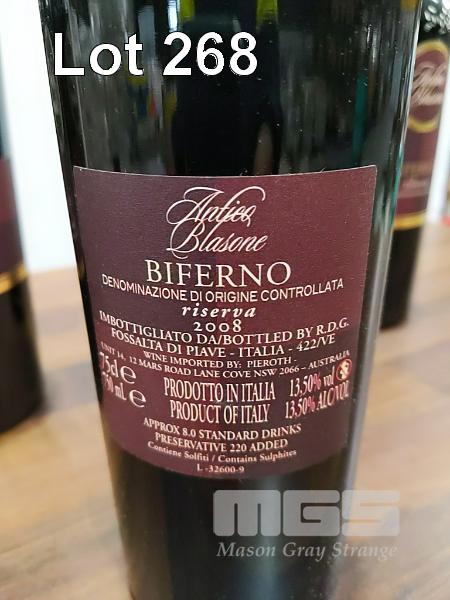 Lot 268
Antico
Blasone
BIFERNO
DENOMINAZIONE DI ORIGINE CONTROLLATA
riserva
2008
IMBOTTIGLIATO DA/BOTTLED BY R.D.G.
FOSSALTA DI PIAVE - ITALIA - 422/VE
WINE IMPORTED BY: PIEROTH - AUSTRALIA
UNIT 14, 12 MARS ROAD LANE COVE NSW 2066
75cl e PRODOTTO IN ITALIA 13,50% vol
750 mL e PRODUCT OF ITALY 13.50% ALC/VOL
APPROX 8.0 STANDARD DRINKS
PRESERVATIVE 220 ADDED
Contiene Solfiti / Contains Sulphites
L-32600-9
MGS
Mason Gray Strange